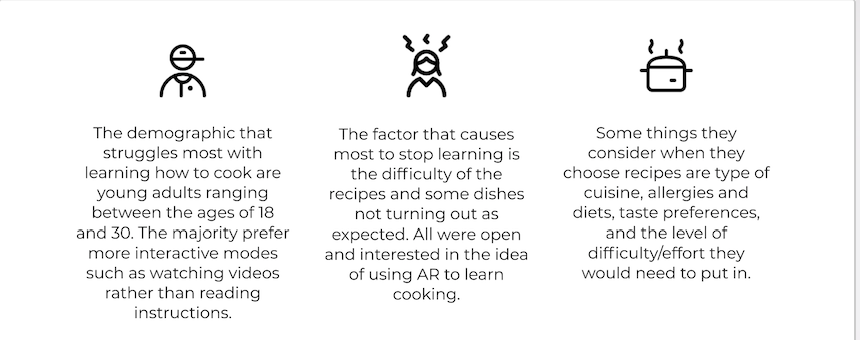 The demographic that
struggles most with
learning how to cook are
young adults ranging
between the ages of 18
and 30. The majority prefer
more interactive modes
such as watching videos
rather than reading
instructions.
The factor that causes
most to stop learning is
the difficulty of the
recipes and some dishes
not turning out as
expected. All were open
and interested in the idea
of using AR to learn
cooking.
Some things they
consider when they
choose recipes are type of
cuisine, allergies and
diets, taste preferences,
and the level of
difficulty/effort they
would need to put in.